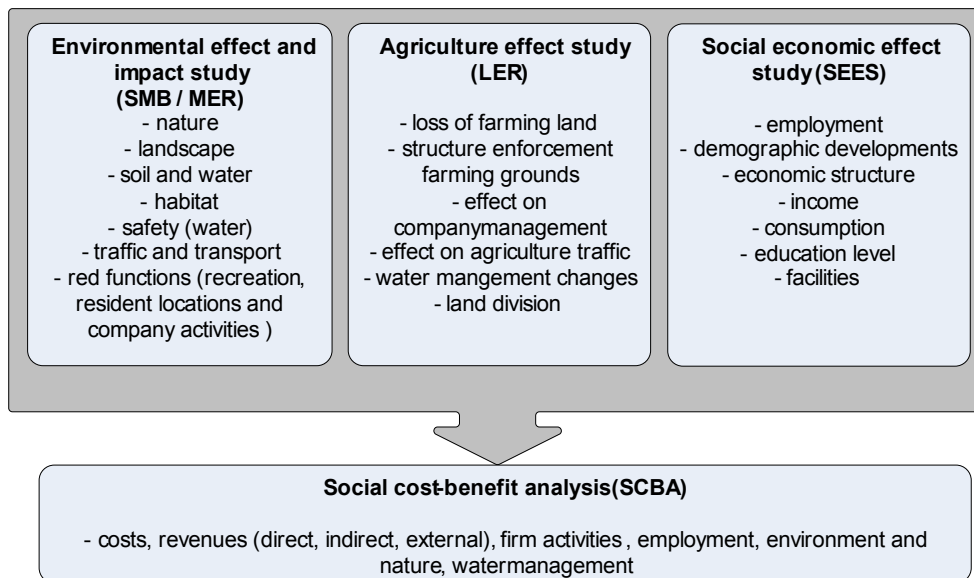 Environmental effect and
impact study
(SMB / MER)
- nature
- landscape
- soil and water
- habitat
- safety (water)
- traffic and transport
- red functions (recreation,
resident locations and
company activities )
Agriculture effect study
(LER)
- loss of farming land
- structure enforcement
farming grounds
- effect on
companymanagement
- effect on agriculture traffic
- water mangement changes
- land division
Social economic effect
study (SEES)
- employment
- demographic developments
- economic structure
- income
- consumption
- education level
- facilities
Social cost-benefit analysis(SCBA)
- costs, revenues (direct, indirect, external), firm activities , employment, environment and
nature, watermanagement